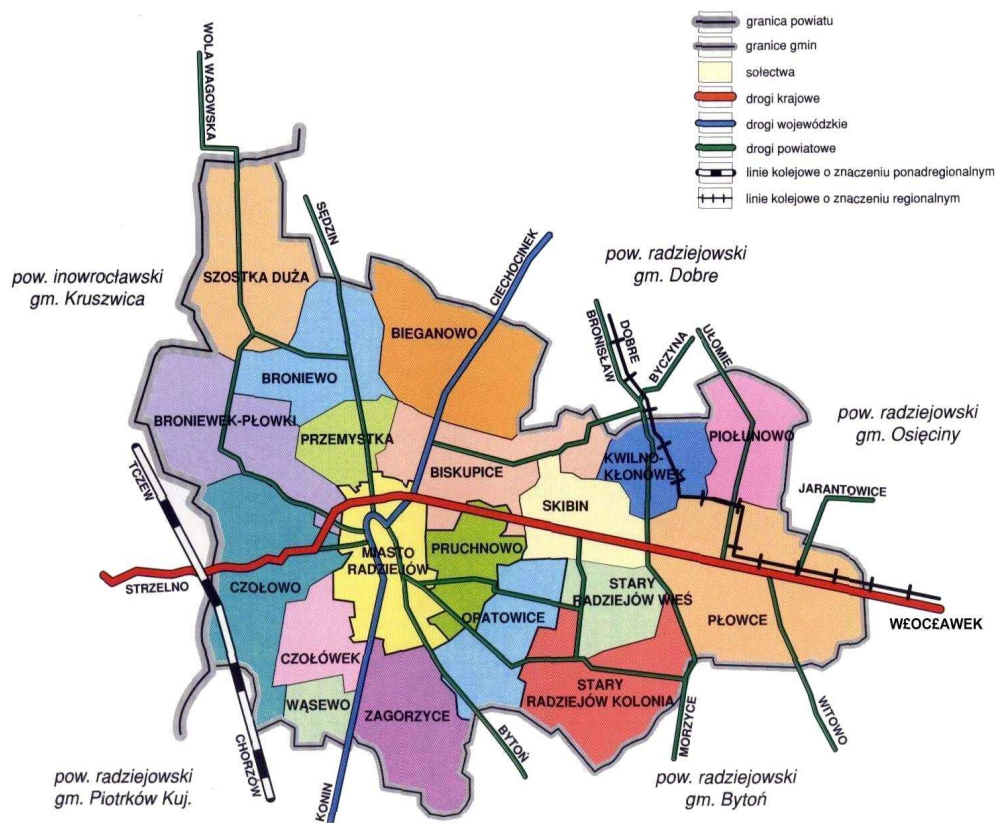 granica powiatu
granice gmin
sołectwa
drogi krajowe
drogi wojewódzkie
drogi powiatowe
linie kolejowe o znaczeniu ponadregionalnym
linie kolejowe o znaczeniu regionalnym
WOLA WAGOWSKA
SĘDZIN
CIECHOCINEK
pow. radziejowski
gm. Dobre
pow. inowrocławski
gm. Kruszwica
SZOSTKA DUŻA
BIEGANOWO
BRONISŁAW
DOBRE
BYCZYNA
UŁOMIE
BRONIEWO
BRONIEWEK-PŁOWKI
PRZEMYSTKA
BISKUPICE
KWILNO-
KŁONÓWEK
PIOŁUNOWO
pow. radziejowski
gm. Osięciny
TCZEW
SKIBIN
JARANTOWICE
MIASTO
RADZIEJÓW
PRUCHNOWO
STRZELNO
CZOŁOWO
STARY
RADZIEJÓW WIEŚ
OPATOWICE
PŁOWCE
W£OC£AWEK
CZOŁÓWEK
WĄSEWO
ZAGORZYCE
STARY
RADZIEJÓW KOLONIA
CHORZÓW
KONIN
BYTOŃ
MORZYCE
WITOWO
pow. radziejowski
gm. Piotrków Kuj.
pow. radziejowski
gm. Bytoń